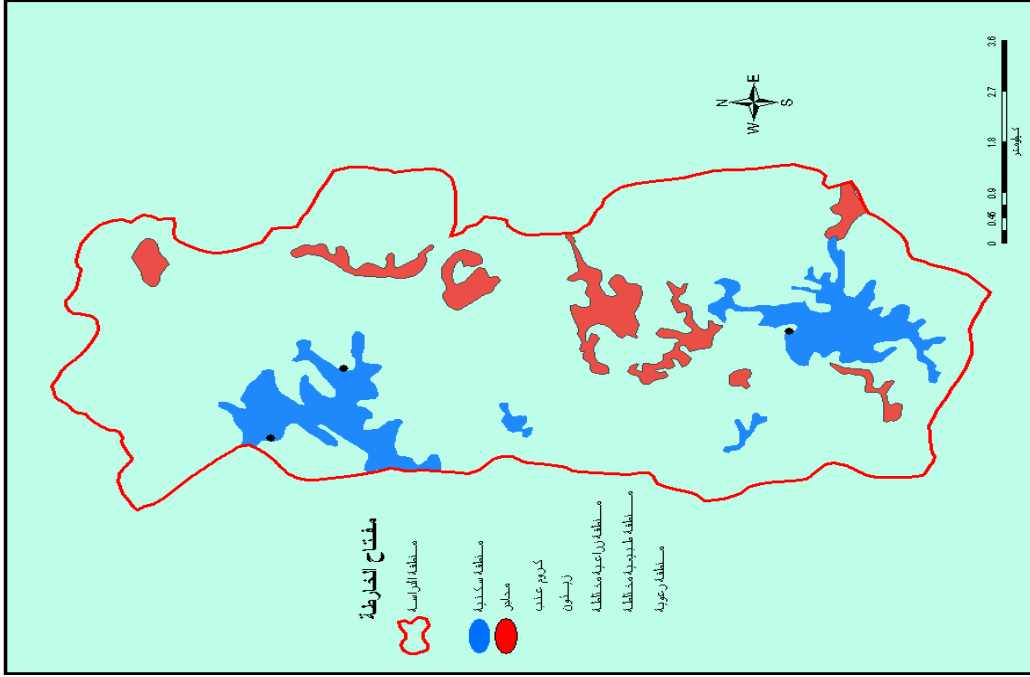 مفتاح الخارطة
منطقة الدراسة
منطقة سكنية
محاجر
كروم عنب
زيتون
منطقة زراعية مختلطة
منطقة طبيعية مختلطة
منطقة رعوية
N
W E
S
0 0.45 0.9 1.8 2.7 3.6
كيلومتر